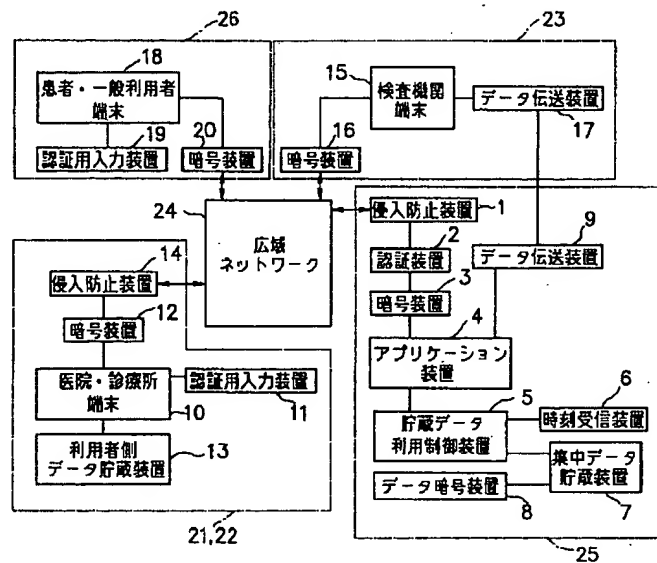 26
18
患者・一般利用者
端末
19
認証用入力装置
20
暗号装置
23
15
検査機関
端末
データ伝送装置
17
16
暗号装置
24
広域
ネットワーク
侵入防止装置
1
2
認証装置
3
暗号装置
9
データ伝送装置
4
アプリケーション
装置
5
貯蔵データ
利用制御装置
6
時刻受信装置
集中データ
貯蔵装置
7
データ暗号装置
8
25
14
侵入防止装置
12
暗号装置
医院・診療所
端末
10
認証用入力装置
11
利用者側
データ貯蔵装置
13
21,22